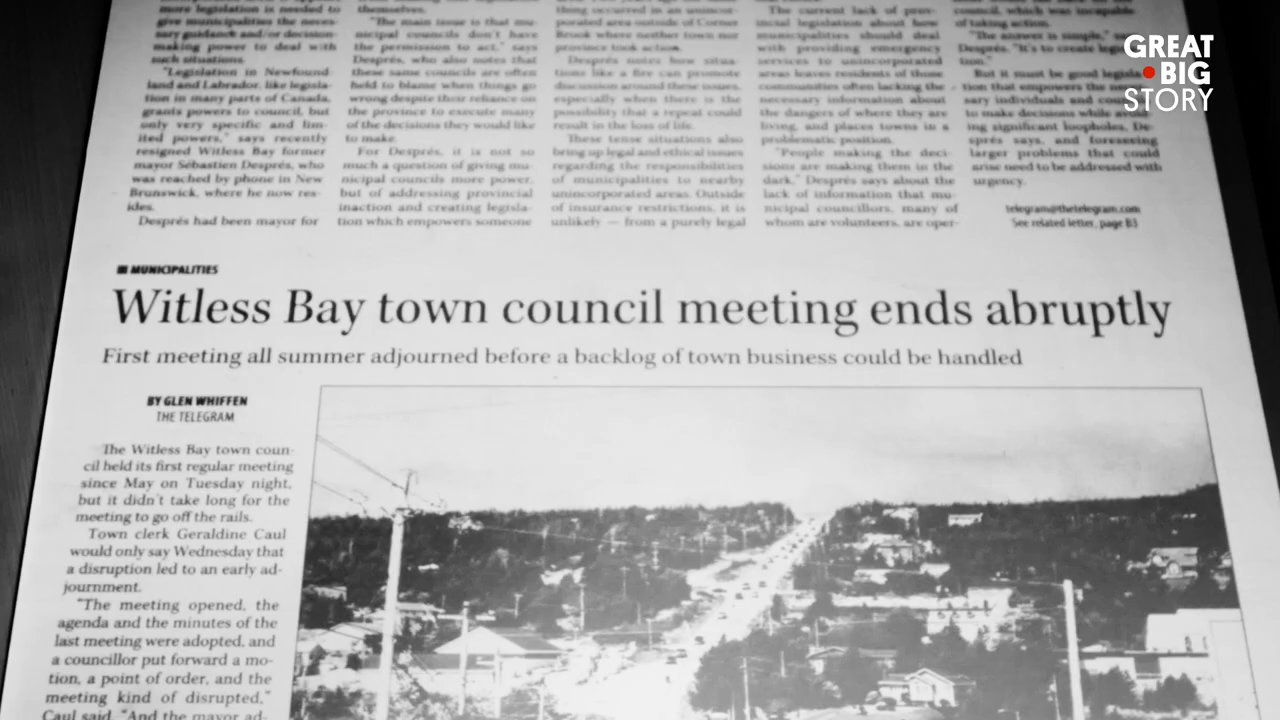 more legislation is needed to
give municipalities the neces-
sary guidance and/or decision-
making power to deal with
such situations.
"Legislation in Newfound-
land and Labrador, like legisla-
tion in many parts of Canada,
grants powers to council, but
only very specific and lim-
ited powers," says recently
resigned Witless Bay former
mayor Sébastien Després, who
was reached by phone in New
Brunswick, where he now res-
ides.
Després had been mayor for
themselves.
"The main issue is that mu-
nicipal councils don't have
the permission to act," says
Després, who also notes that
these same councils are often
held to blame when things go
wrong despite their reliance on
the province to execute many
of the decisions they would like
to make.
For Després, it is not so
much a question of giving mu-
nicipal councils more power,
but of addressing provincial
inaction and creating legisla-
tion which empowers someone
thing occurred in an unincor-
porated area outside of Corner
Brook where neither town nor
province took action.
Després notes how situa-
tions like a fire can promote
discussion around these issues,
especially when there is the
possibility that a repeat could
result in the loss of life.
These tense situations also
bring up legal and ethical issues
regarding the responsibilities
of municipalities to nearby
unincorporated areas. Outside
of insurance restrictions, it is
unlikely — from a purely legal
The current lack of prov-
incial legislation about how
municipalities should deal
with providing emergency
services to unincorporated
areas leaves residents of those
communities often lacking the
necessary information about
the dangers of where they are
living, and places towns in a
problematic position.
"People making the deci-
sions are making them in the
dark," Després says about the
lack of information that mu-
nicipal councillors, many of
whom are volunteers, are oper-
council, which was incapable
of taking action.
"The answer is simple,"
Després. "It's to create
tion."
But it must be good legisla-
tion that empowers the
sary individuals and
to make decisions while avoid-
ing significant loopholes, De-
sprés says, and foreseeing
larger problems that could
arise need to be addressed with
urgency.
telegram@thetelegram.com
See related letter, page B3
GREAT
BIG
STORY
MUNICIPALITIES
Witless Bay town council meeting ends abruptly
First meeting all summer adjourned before a backlog of town business could be handled
BY GLEN WHIFFEN
THE TELEGRAM
The Witless Bay town coun-
cil held its first regular meeting
since May on Tuesday night,
but it didn't take long for the
meeting to go off the rails.
Town clerk Geraldine Caul
would only say Wednesday that
a disruption led to an early ad-
journment.
"The meeting opened, the
agenda and the minutes of the
last meeting were adopted, and
a councillor put forward a mo-
tion, a point of order, and the
meeting kind of disrupted,"
Caul said. "And the mayor ad-